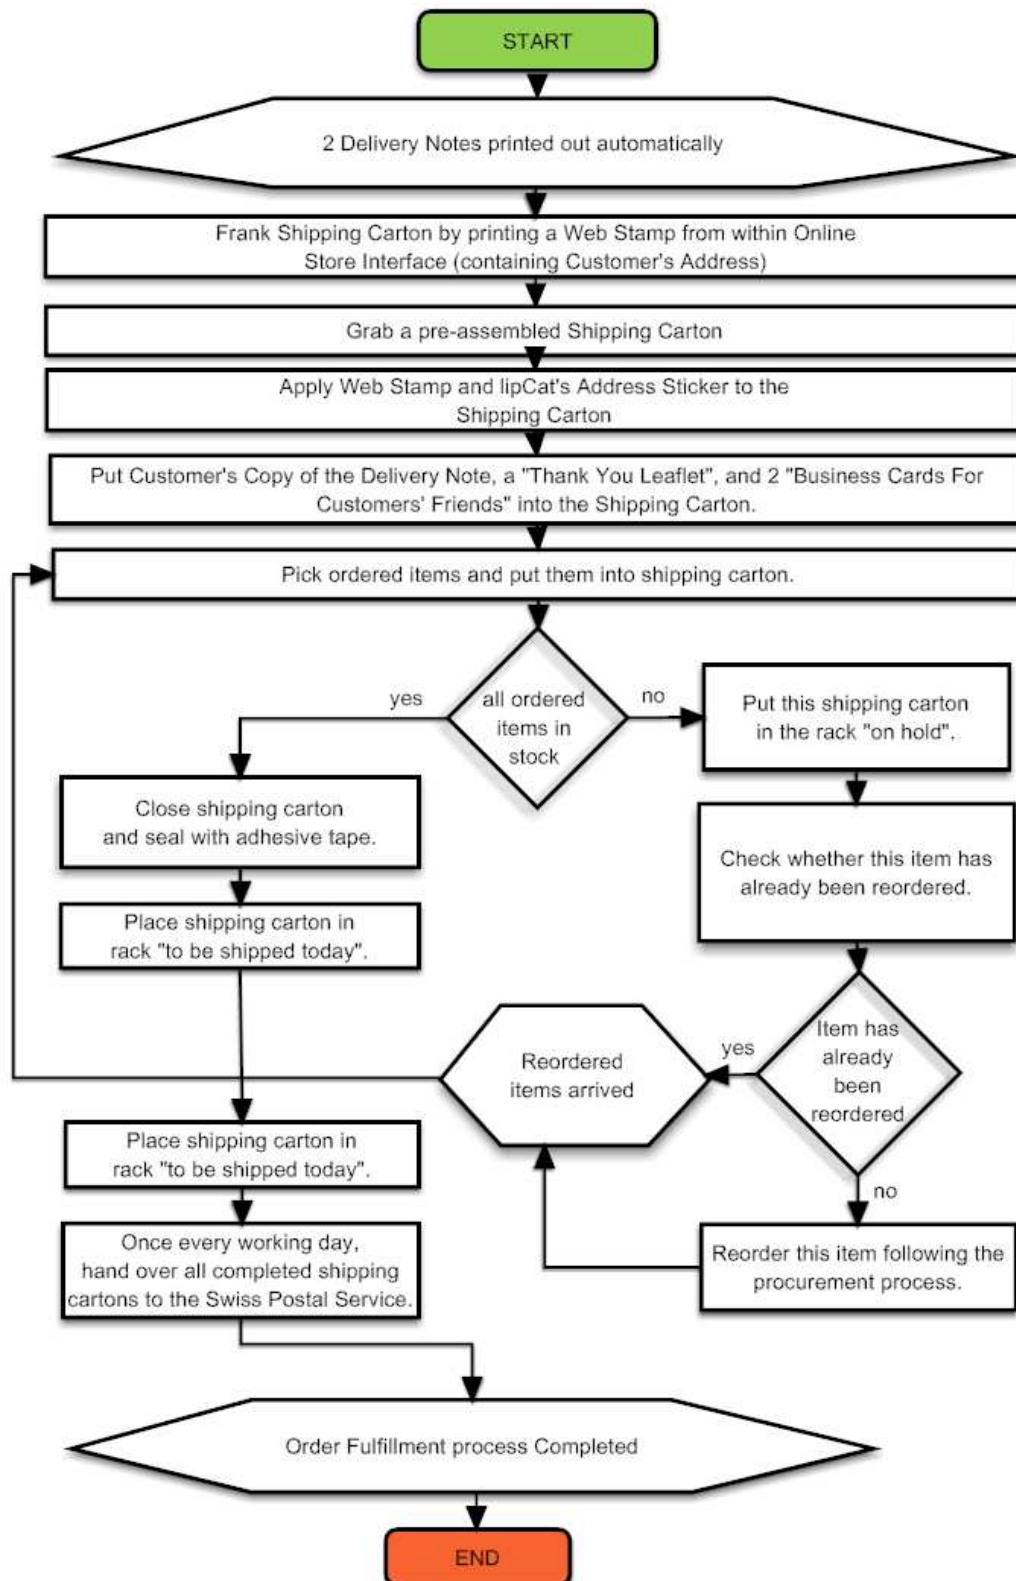 START
2 Delivery Notes printed out automatically
Frank Shipping Carton by printing a Web Stamp from within Online
Store Interface (containing Customer's Address)
Grab a pre-assembled Shipping Carton
Apply Web Stamp and lipCat's Address Sticker to the
Shipping Carton
Put Customer's Copy of the Delivery Note, a "Thank You Leaflet", and 2 "Business Cards For
Customers' Friends" into the Shipping Carton.
Pick ordered items and put them into shipping carton.
all ordered
items in
stock
yes
no
Close shipping carton
and seal with adhesive tape.
Place shipping carton in
rack "to be shipped today".
Put this shipping carton
in the rack "on hold".
Check whether this item has
already been reordered.
Item has
already
been
reordered
yes
no
Reordered
items arrived
Reorder this item following the
procurement process.
Place shipping carton in
rack "to be shipped today".
Once every working day,
hand over all completed shipping
cartons to the Swiss Postal Service.
Order Fulfillment process Completed
END